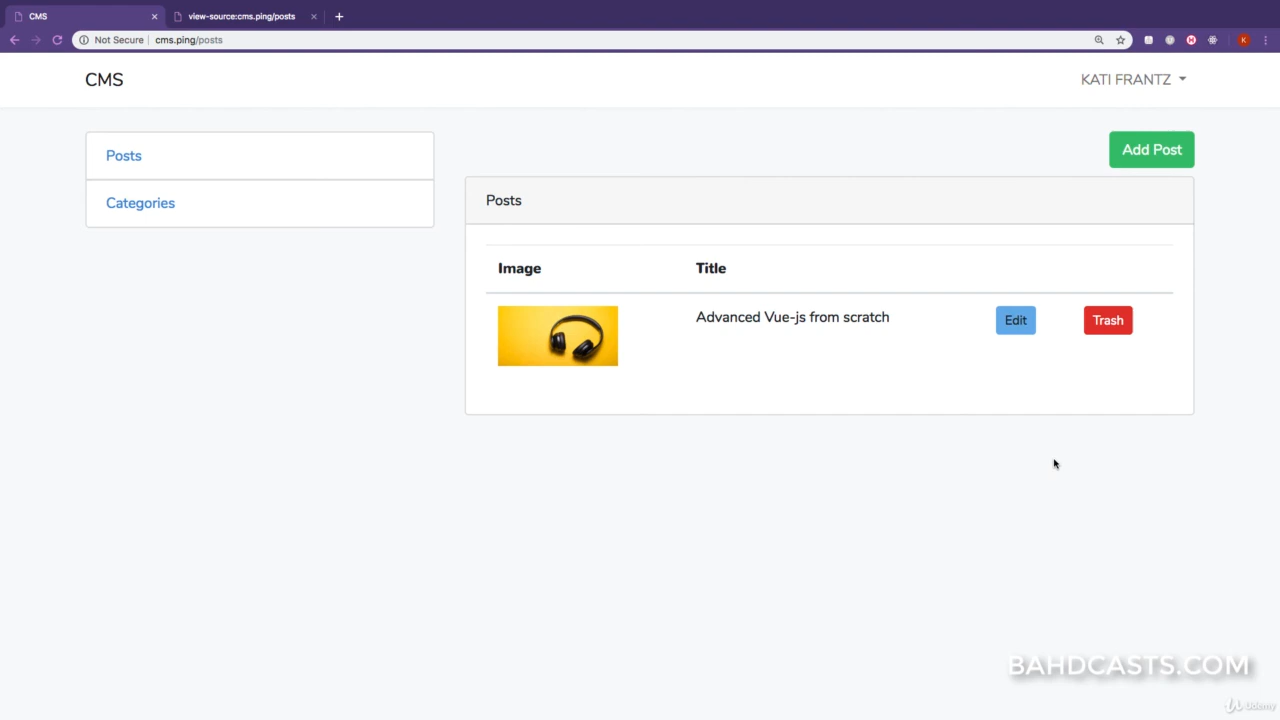 CMS
view-source:cms.ping/posts
Not Secure
cms.ping/posts
K
CMS
KATI FRANTZ
Posts
Add Post
Categories
Posts
Image
Title
Advanced Vue-js from scratch
Edit
Trash
BAHDCASTS.COM
Udemy